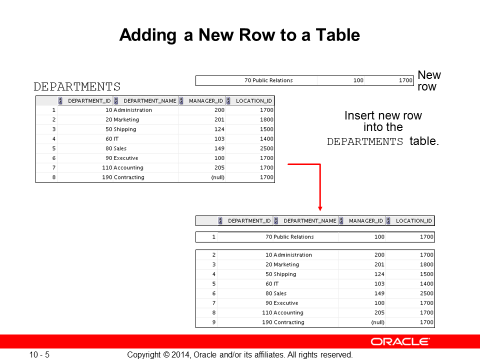 Adding a New Row to a Table
70 Public Relations 100 1700
New
row
DEPARTMENTS
DEPARTMENT_ID DEPARTMENT_NAME MANAGER_ID LOCATION_ID
1 10 Administration 200 1700
2 20 Marketing 201 1800
3 50 Shipping 124 1500
4 60 IT 103 1400
5 80 Sales 149 2500
6 90 Executive 100 1700
7 110 Accounting 205 1700
8 190 Contracting (null) 1700
Insert new row
into the
DEPARTMENTS table.
DEPARTMENT_ID DEPARTMENT_NAME MANAGER_ID LOCATION_ID
1 70 Public Relations 100 1700
2 10 Administration 200 1700
3 20 Marketing 201 1800
4 50 Shipping 124 1500
5 60 IT 103 1400
6 80 Sales 149 2500
7 90 Executive 100 1700
8 110 Accounting 205 1700
9 190 Contracting (null) 1700
ORACLE
10 - 5 Copyright © 2014, Oracle and/or its affiliates. All rights reserved.